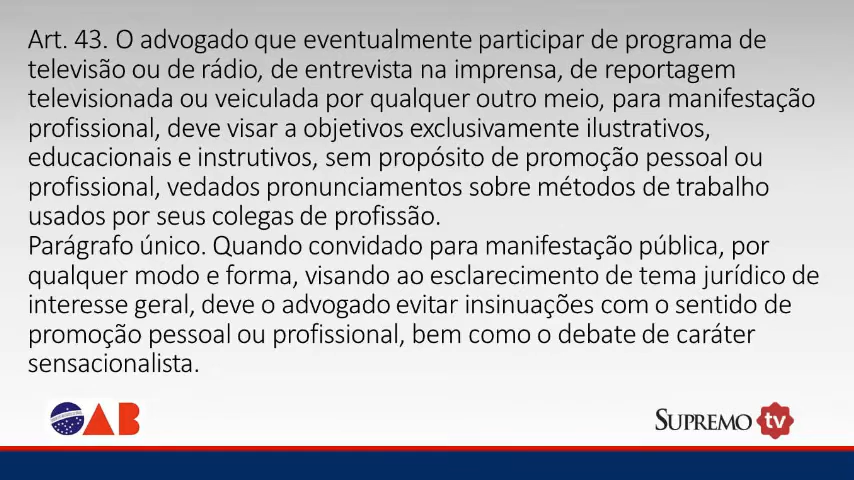 Art. 43. O advogado que eventualmente participar de programa de
televisão ou de rádio, de entrevista na imprensa, de reportagem
televisionada ou veiculada por qualquer outro meio, para manifestação
profissional, deve visar a objetivos exclusivamente ilustrativos,
educacionais e instrutivos, sem propósito de promoção pessoal ou
profissional, vedados pronunciamentos sobre métodos de trabalho
usados por seus colegas de profissão.
Parágrafo único. Quando convidado para manifestação pública, por
qualquer modo e forma, visando ao esclarecimento de tema jurídico de
interesse geral, deve o advogado evitar insinuações com o sentido de
promoção pessoal ou profissional, bem como o debate de caráter
sensacionalista.
OAB
SUPREMO tv